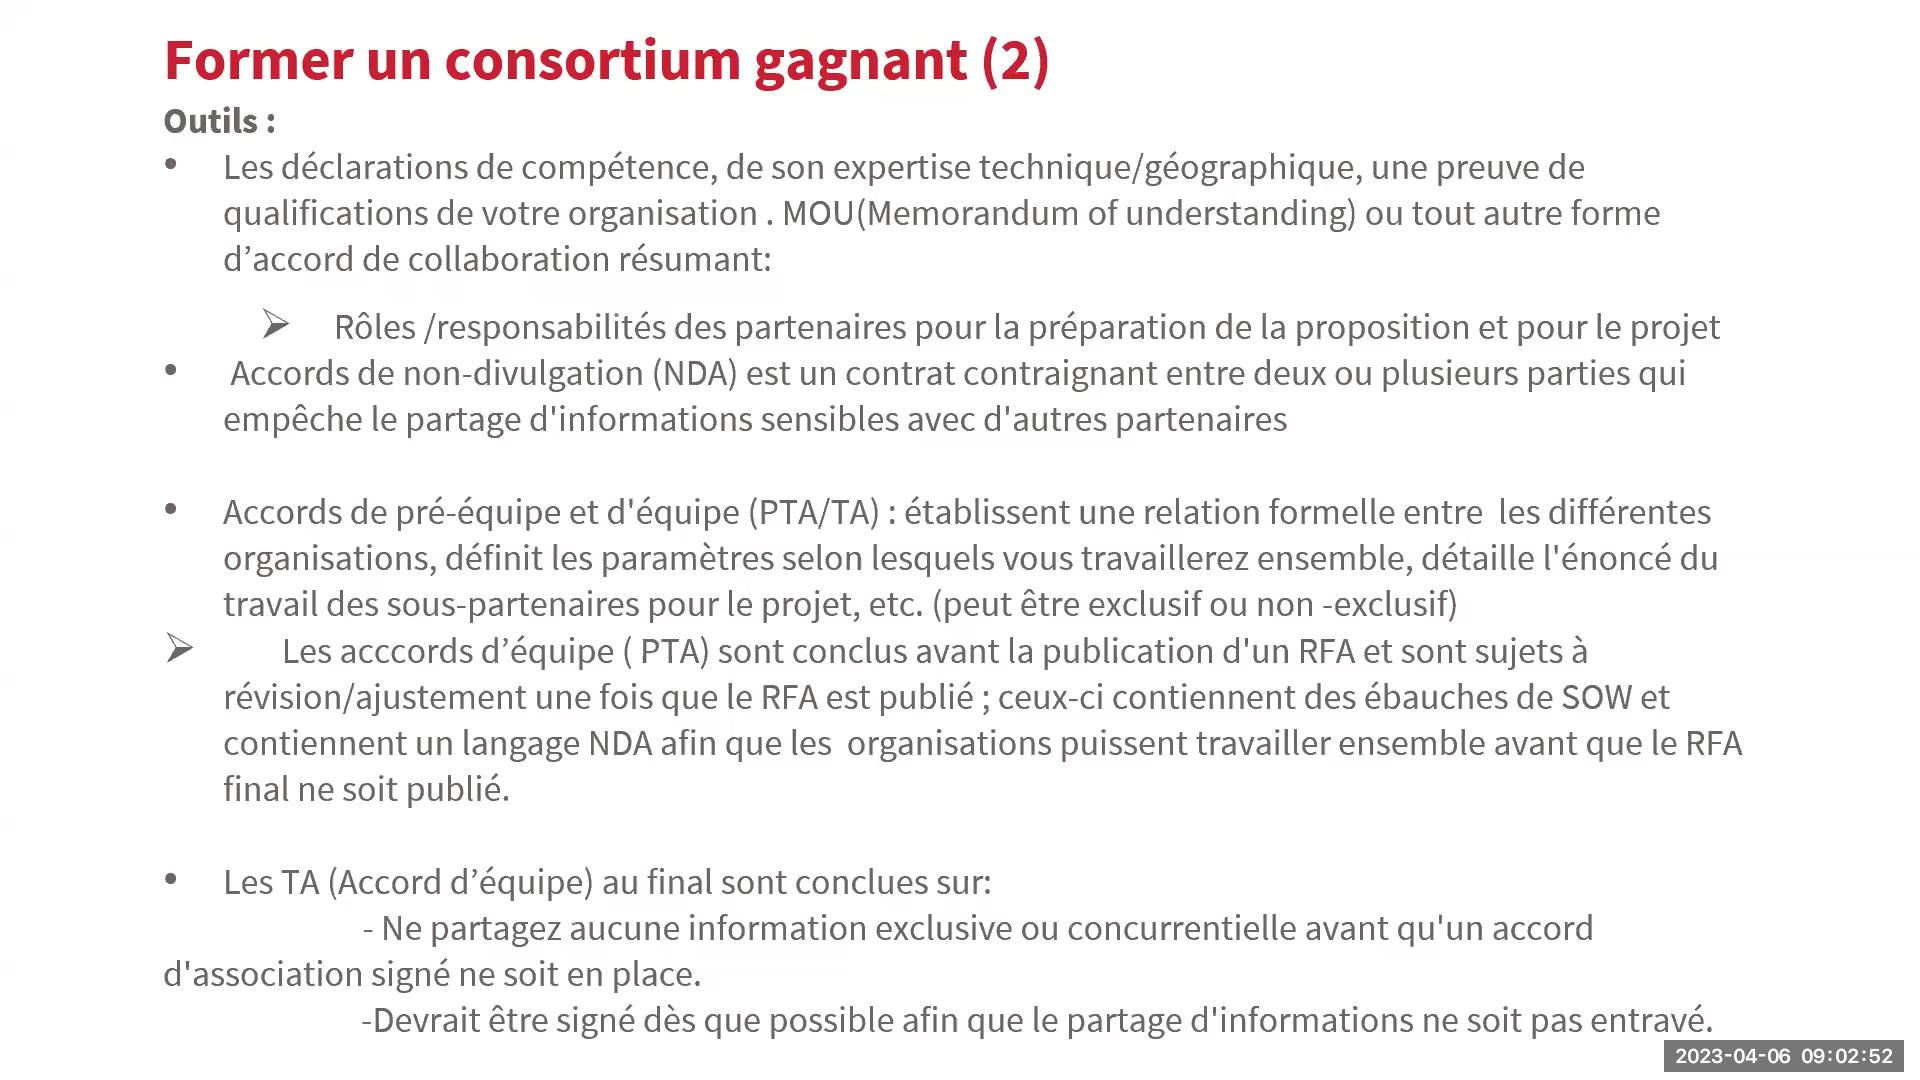 Former un consortium gagnant (2)
Outils :
• Les déclarations de compétence, de son expertise technique/géographique, une preuve de
qualifications de votre organisation . MOU(Memorandum of understanding) ou tout autre forme
d’accord de collaboration résumant:
➢ Rôles /responsabilités des partenaires pour la préparation de la proposition et pour le projet
• Accords de non-divulgation (NDA) est un contrat contraignant entre deux ou plusieurs parties qui
empêche le partage d'informations sensibles avec d'autres partenaires
• Accords de pré-équipe et d'équipe (PTA/TA) : établissent une relation formelle entre les différentes
organisations, définit les paramètres selon lesquels vous travaillerez ensemble, détaille l'énoncé du
travail des sous-partenaires pour le projet, etc. (peut être exclusif ou non -exclusif)
➢ Les acccords d’équipe ( PTA) sont conclus avant la publication d'un RFA et sont sujets à
révision/ajustement une fois que le RFA est publié ; ceux-ci contiennent des ébauches de SOW et
contiennent un langage NDA afin que les organisations puissent travailler ensemble avant que le RFA
final ne soit publié.
• Les TA (Accord d’équipe) au final sont conclues sur:
- Ne partagez aucune information exclusive ou concurrentielle avant qu'un accord
d'association signé ne soit en place.
-Devrait être signé dès que possible afin que le partage d'informations ne soit pas entravé.
2023-04-06 09:02:52